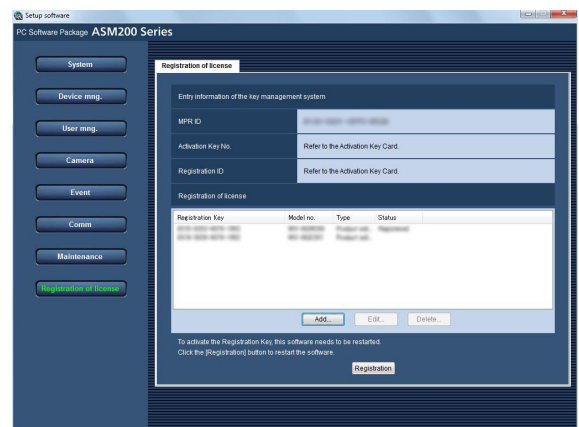 Setup software
PC Software Package ASM200 Series
System
Device mng.
User mng.
Camera
Event
Comm
Maintenance
Registration of license
Registration of license
Entry information of the key management system
MPR ID
Activation Key No. Refer to the Activation Key Card.
Registration ID Refer to the Activation Key Card.
Registration of license
Registration Key Model no. Type Status
Add... Edit... Delete...
To activate the Registration Key, this software needs to be restarted.
Click the [Registration] button to restart the software.
Registration